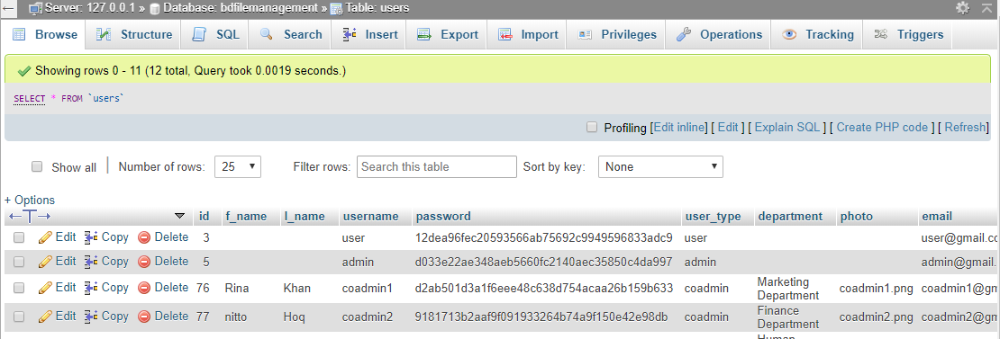 Server: 127.0.0.1 » Database: bdfilemanagement » Table: users
Browse Structure SQL Search Insert Export Import Privileges Operations Tracking Triggers
Showing rows 0 - 11 (12 total, Query took 0.0019 seconds.)
SELECT * FROM `users`
Profiling [Edit inline] [ Edit ] [ Explain SQL ] [ Create PHP code ] [ Refresh]
Show all | Number of rows: 25 Filter rows: Search this table Sort by key: None
+ Options
←T→ id f_name l_name username password user_type department photo email
Edit Copy Delete 3 user 12dea96fec20593566ab75692c9949596833adc9 user user@gmail.co
Edit Copy Delete 5 admin d033e22ae348aeb5660fc2140aec35850c4da997 admin admin@gmail.
Edit Copy Delete 76 Rina Khan coadmin1 d2ab501d3a1f6eee48c638d754acaa26b159b633 coadmin Marketing Department coadmin1.png coadmin1@gm
Edit Copy Delete 77 nitto Hoq coadmin2 9181713b2aaf9f091933264b74a9f150e42e98db coadmin Finance Department coadmin2.png coadmin2@gm
Human